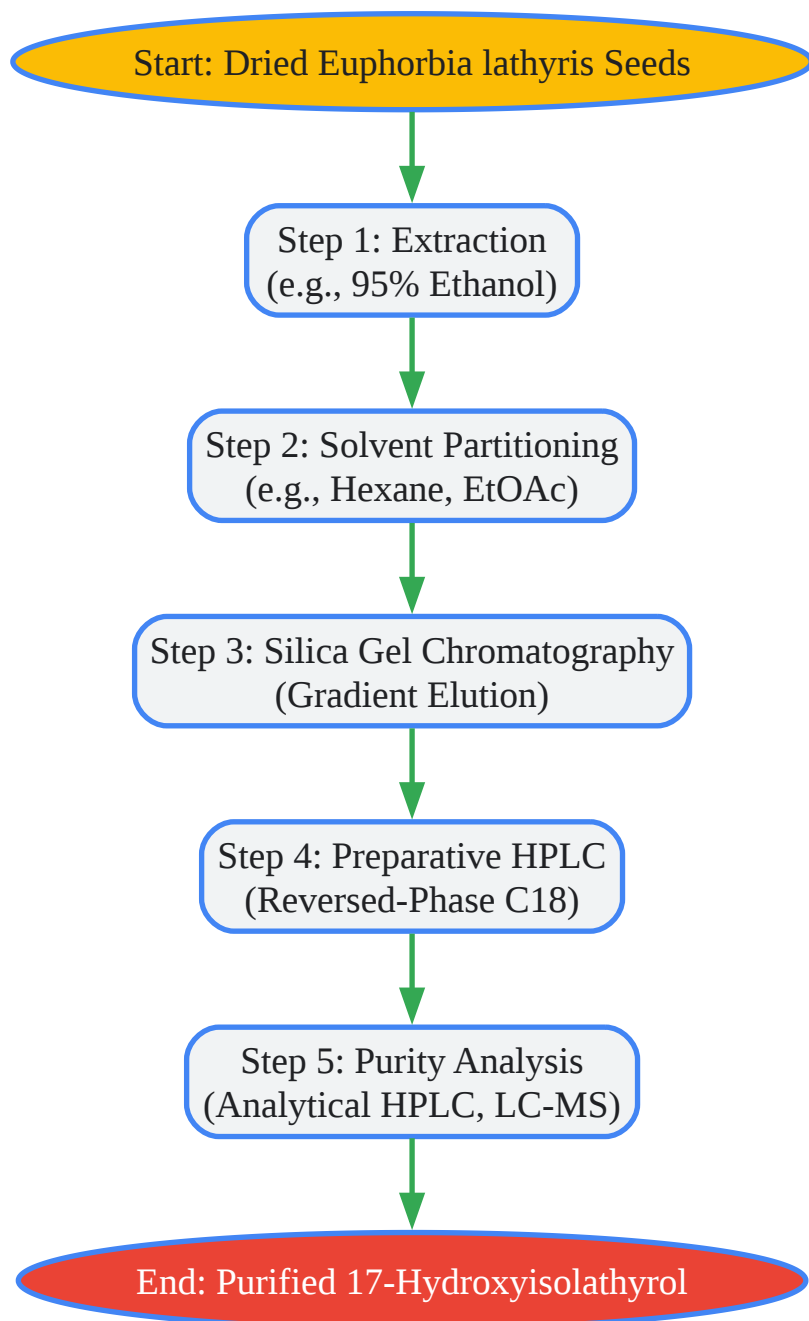 Start: Dried Euphorbia lathyris Seeds
Step 1: Extraction
(e.g., 95% Ethanol)
Step 2: Solvent Partitioning
(e.g., Hexane, EtOAc)
Step 3: Silica Gel Chromatography
(Gradient Elution)
Step 4: Preparative HPLC
(Reversed-Phase C18)
Step 5: Purity Analysis
(Analytical HPLC, LC-MS)
End: Purified 17-Hydroxyisolathyrol